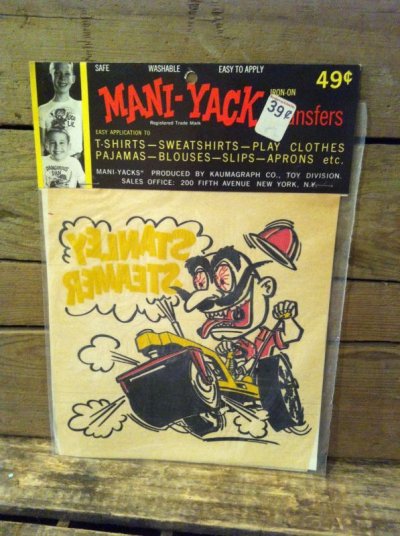 SAFE WASHABLE EASY TO APPLY
49¢
MANI-YACK IRON-ON
39¢
Registered Trade Mark
EASY APPLICATION TO
T-SHIRTS—SWEATSHIRTS—PLAY CLOTHES
PAJAMAS—BLOUSES—SLIPS—APRONS etc.
MANI-YACKS® PRODUCED BY KAUMAGRAPH CO., TOY DIVISION
SALES OFFICE: 200 FIFTH AVENUE NEW YORK, N.Y.
STANLEY
STEAMER